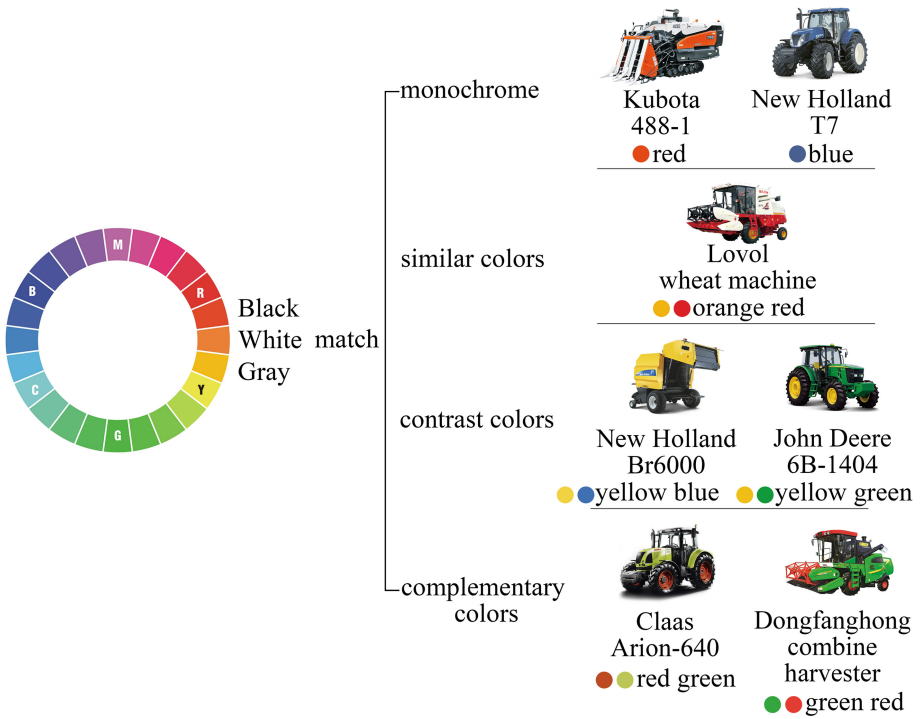 M
B
R
C
Y
G
Black
White match
Gray
monochrome
Kubota
488-1
red
New Holland
T7
blue
similar colors
Lovol
wheat machine
orange red
contrast colors
New Holland
Br6000
yellow blue
John Deere
6B-1404
yellow green
complementary
colors
Claas
Arion-640
red green
Dongfanghong
combine
harvester
green red